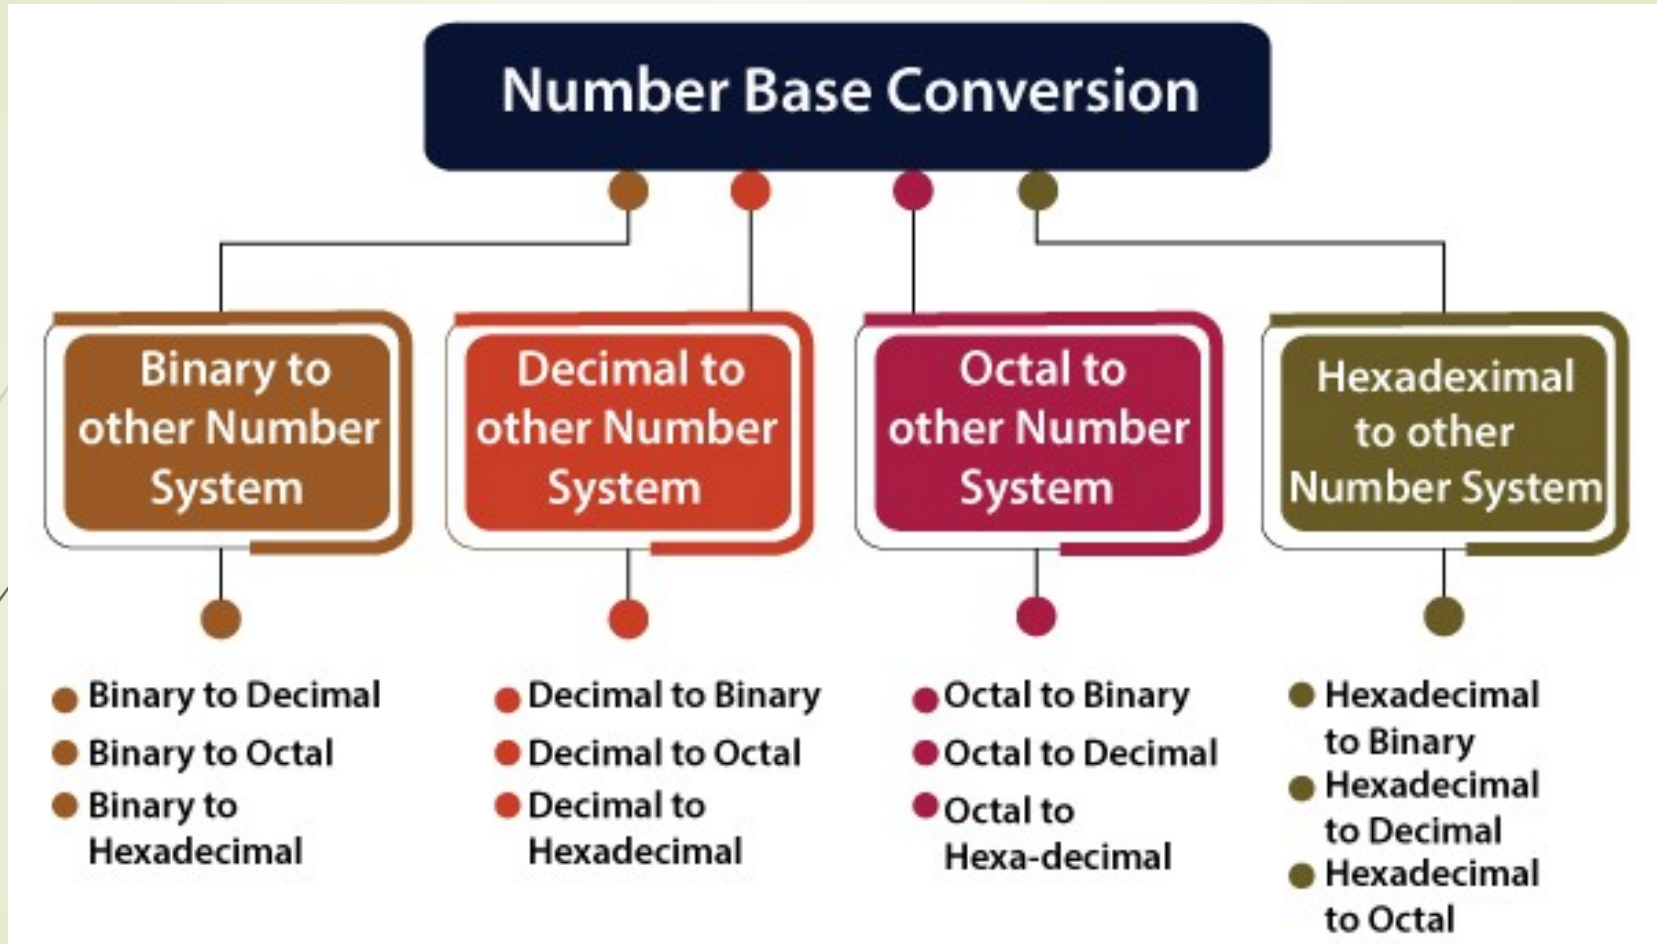 Number Base Conversion
Binary to
other Number
System
Decimal to
other Number
System
Octal to
other Number
System
Hexadeximal
to other
Number System
Binary to Decimal
Binary to Octal
Binary to
Hexadecimal
Decimal to Binary
Decimal to Octal
Decimal to
Hexadecimal
Octal to Binary
Octal to Decimal
Octal to
Hexa-decimal
Hexadecimal
to Binary
Hexadecimal
to Decimal
Hexadecimal
to Octal